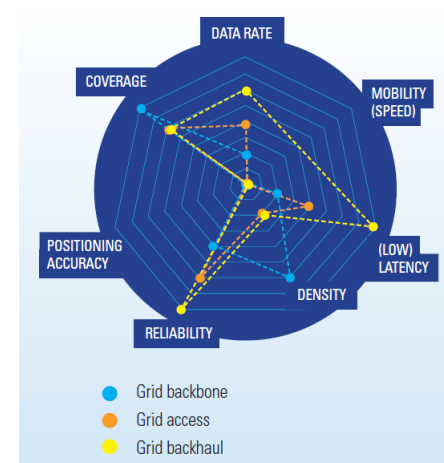 DATA RATE
COVERAGE
MOBILITY
(SPEED)
POSITIONING
ACCURACY
(LOW)
LATENCY
DENSITY
RELIABILITY
Grid backbone
Grid access
Grid backhaul